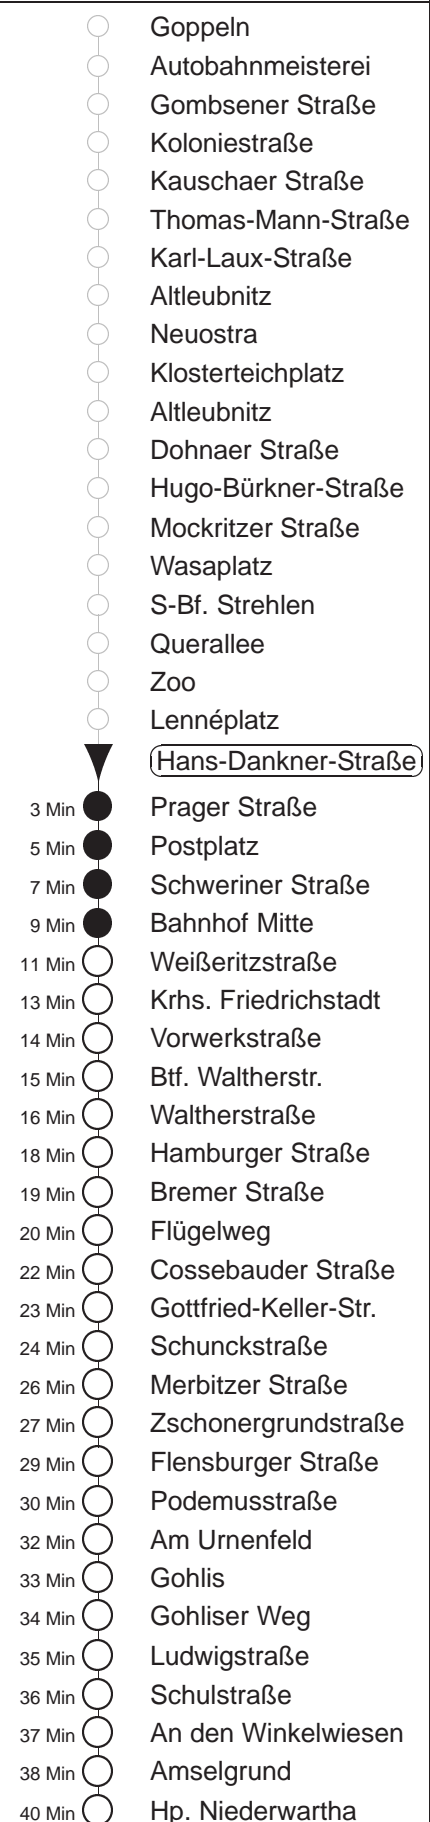 Goppeln
Autobahnmeisterei
Gombsener Straße
Koloniestraße
Kauschaer Straße
Thomas-Mann-Straße
Karl-Laux-Straße
Altleubnitz
Neuostra
Klosterteichplatz
Altleubnitz
Dohnaer Straße
Hugo-Bürkner-Straße
Mockritzer Straße
Wasaplatz
S-Bf. Strehlen
Querallee
Zoo
Lennéplatz
Hans-Dankner-Straße
3 Min Prager Straße
5 Min Postplatz
7 Min Schweriner Straße
9 Min Bahnhof Mitte
11 Min Weißeritzstraße
13 Min Krhs. Friedrichstadt
14 Min Vorwerkstraße
15 Min Btf. Waltherstr.
16 Min Waltherstraße
18 Min Hamburger Straße
19 Min Bremer Straße
20 Min Flügelweg
22 Min Cossebauder Straße
23 Min Gottfried-Keller-Str.
24 Min Schunckstraße
26 Min Merbitzer Straße
27 Min Zschonergrundstraße
29 Min Flensburger Straße
30 Min Podemusstraße
32 Min Am Urnenfeld
33 Min Gohlis
34 Min Gohliser Weg
35 Min Ludwigstraße
36 Min Schulstraße
37 Min An den Winkelwiesen
38 Min Amselgrund
40 Min Hp. Niederwartha